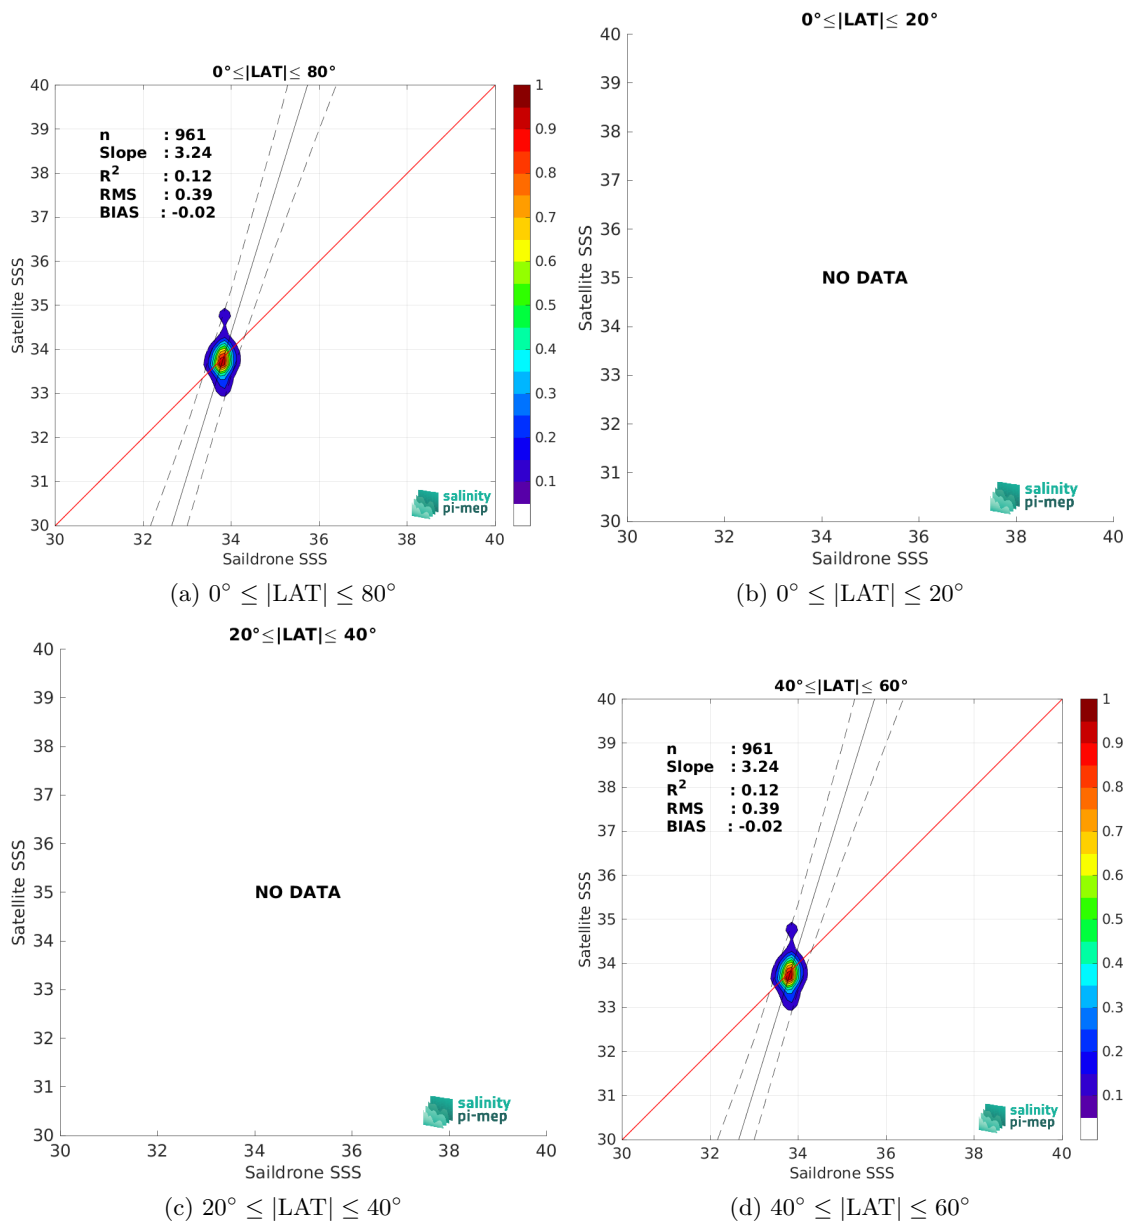 0°≤|LAT|≤ 80°
40
39
38
37
36
35
34
33
32
31
30
Satellite SSS
n : 961
Slope : 3.24
R² : 0.12
RMS : 0.39
BIAS : -0.02
salinity
pi-mep
30 32 34 36 38 40
Saildrone SSS
1
0.9
0.8
0.7
0.6
0.5
0.4
0.3
0.2
0.1
(a) 0° ≤ |LAT| ≤ 80°
0°≤|LAT|≤ 20°
40
39
38
37
36
35
34
33
32
31
30
Satellite SSS
NO DATA
salinity
pi-mep
30 32 34 36 38 40
Saildrone SSS
(b) 0° ≤ |LAT| ≤ 20°
20°≤|LAT|≤ 40°
40
39
38
37
36
35
34
33
32
31
30
Satellite SSS
NO DATA
salinity
pi-mep
30 32 34 36 38 40
Saildrone SSS
(c) 20° ≤ |LAT| ≤ 40°
40°≤|LAT|≤ 60°
40
39
38
37
36
35
34
33
32
31
30
Satellite SSS
n : 961
Slope : 3.24
R² : 0.12
RMS : 0.39
BIAS : -0.02
salinity
pi-mep
30 32 34 36 38 40
Saildrone SSS
1
0.9
0.8
0.7
0.6
0.5
0.4
0.3
0.2
0.1
(d) 40° ≤ |LAT| ≤ 60°